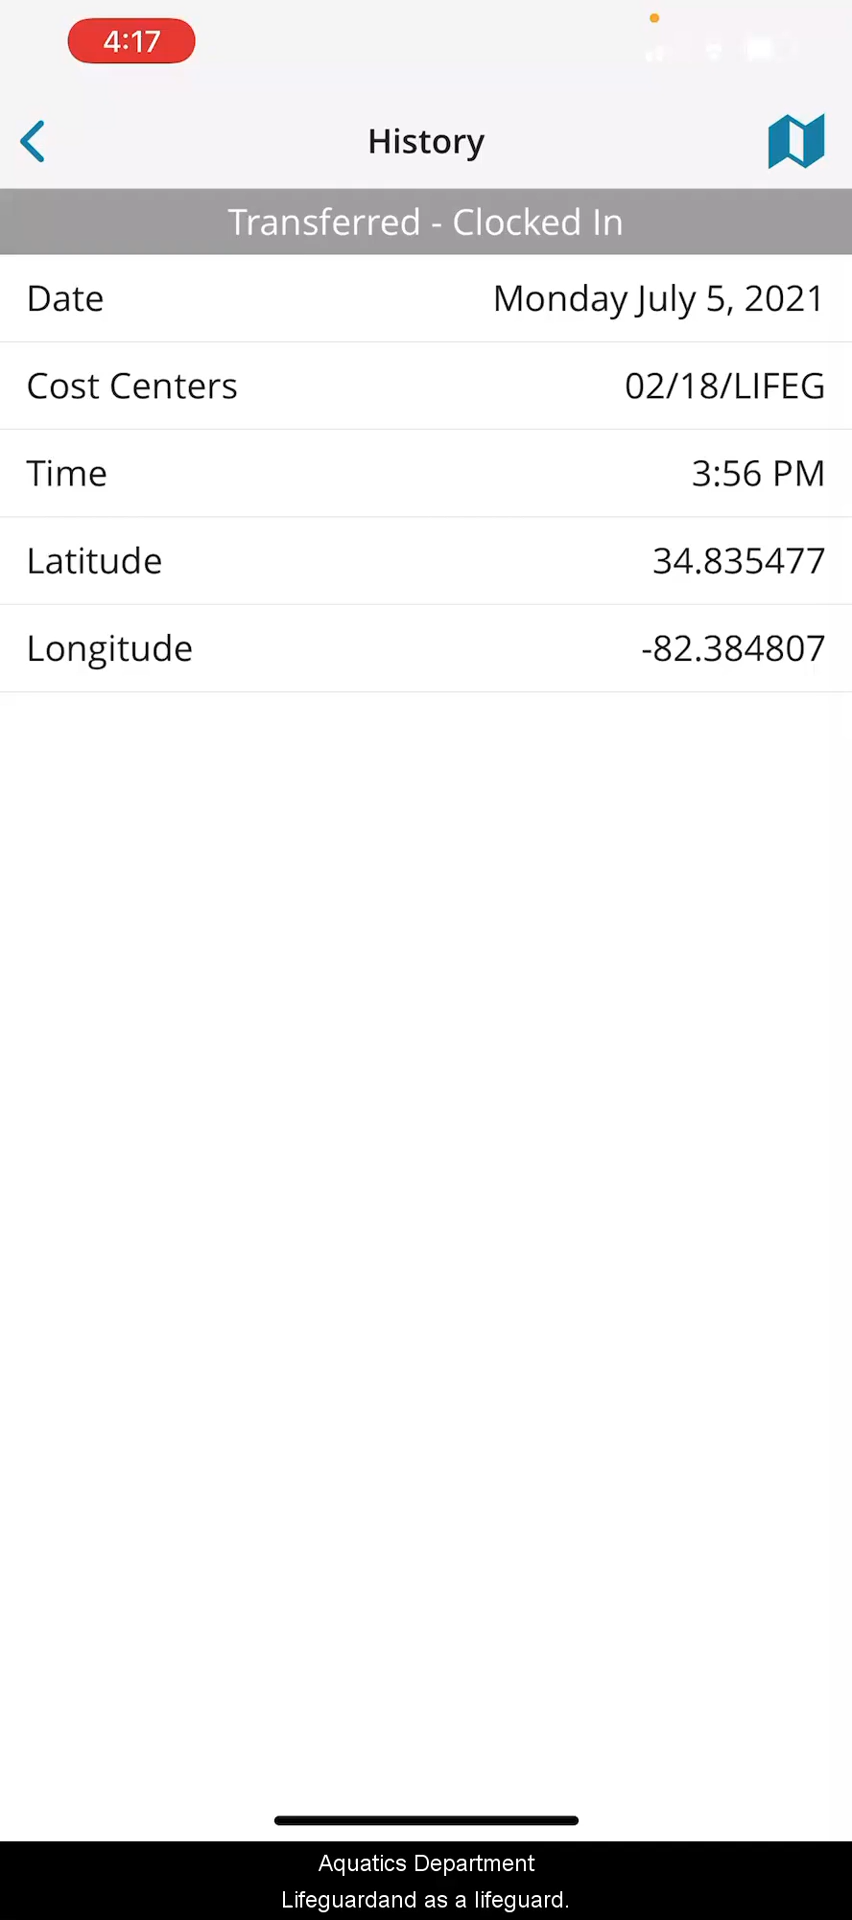 4:17
History
Transferred - Clocked In
Date Monday July 5, 2021
Cost Centers 02/18/LIFEG
Time 3:56 PM
Latitude 34.835477
Longitude -82.384807
Aquatics Department
Lifeguardand as a lifeguard.